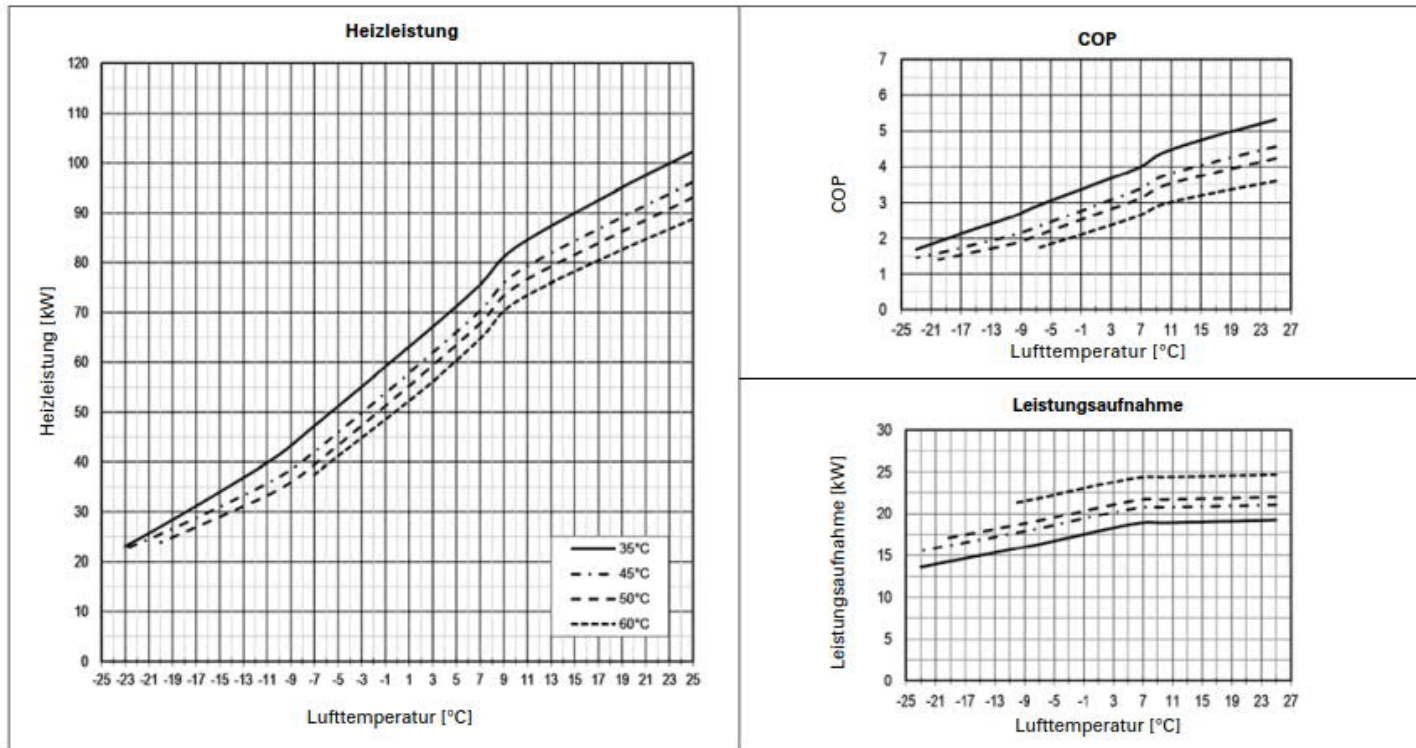 Heizleistung
120
110
100
90
80
70
60
50
40
30
20
10
0
Heizleistung [kW]
-25 -23 -21 -19 -17 -15 -13 -11 -9 -7 -5 -3 -1 1 3 5 7 9 11 13 15 17 19 21 23 25
Lufttemperatur [°C]
35°C
45°C
50°C
60°C
COP
7
6
5
4
3
2
1
0
COP
-25 -21 -17 -13 -9 -5 -1 3 7 11 15 19 23 27
Lufttemperatur [°C]
Leistungsaufnahme
30
25
20
15
10
5
0
Leistungsaufnahme [kW]
-25 -21 -17 -13 -9 -5 -1 3 7 11 15 19 23 27
Lufttemperatur [°C]